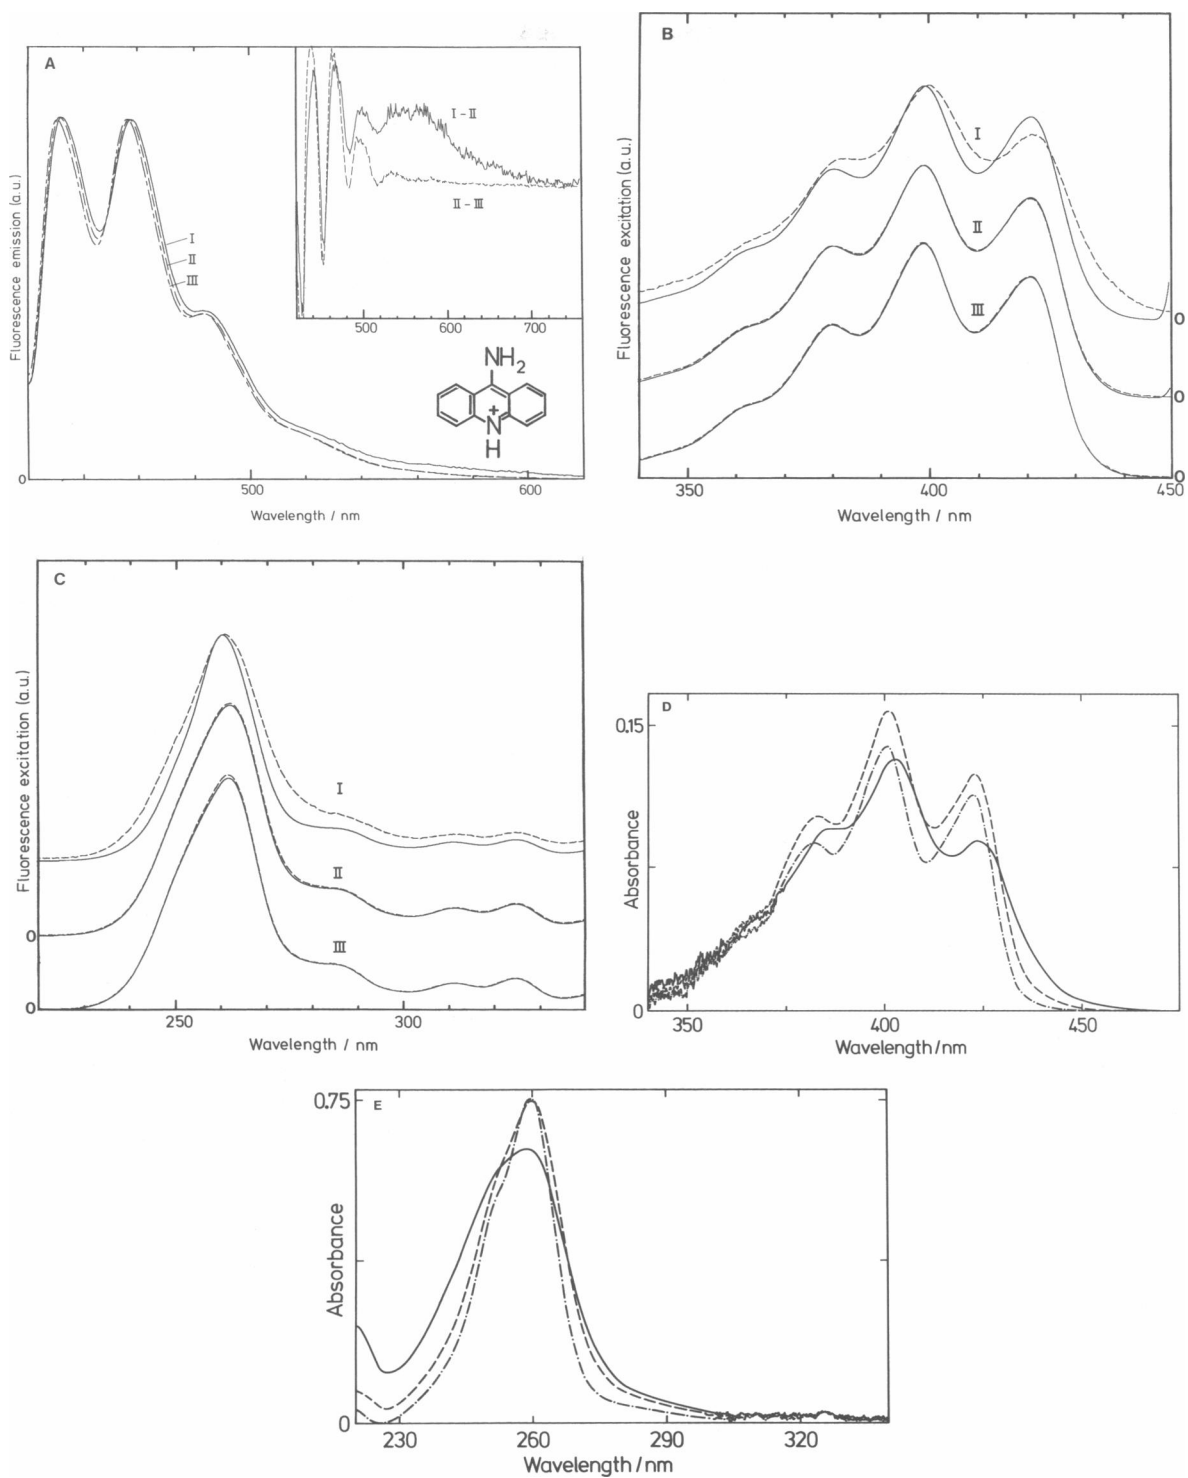 A
Fluorescence emission (a.u.)
I
II
III
0
500
600
Wavelength / nm
I-II
II-III
500
600
700
NH2
+
N
H
B
Fluorescence excitation (a.u.)
I
II
III
0
0
0
350
400
450
Wavelength / nm
C
Fluorescence excitation (a.u.)
I
II
III
0
0
250
300
Wavelength / nm
D
0.15
Absorbance
0
350
400
450
Wavelength/nm
E
0.75
Absorbance
0
230
260
290
320
Wavelength/nm